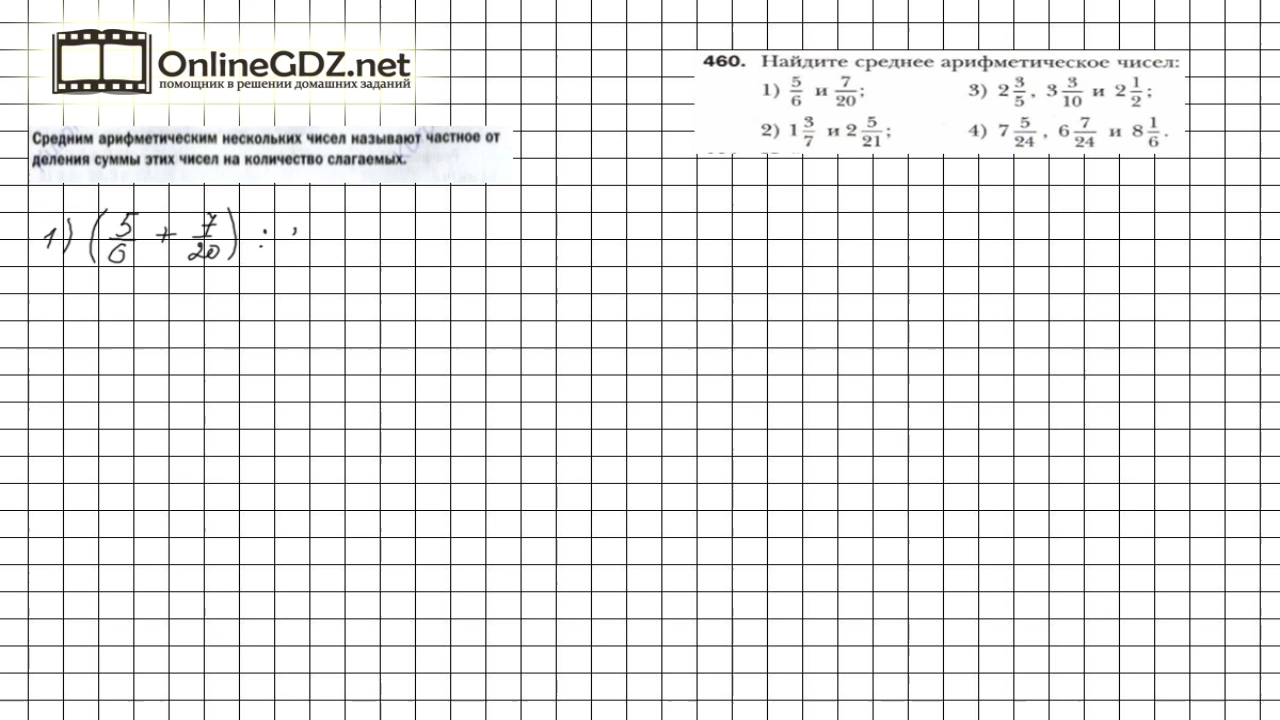 OnlineGDZ.net
помощник в решении домашних заданий
Средним арифметическим нескольких чисел называют частное от
деления суммы этих чисел на количество слагаемых.
460. Найдите среднее арифметическое чисел:
1) 5/6 и 7/20; 3) 2 3/5, 3 3/10 и 2 1/2;
2) 1 3/7 и 2 5/21; 4) 7 5/24, 6 7/24 и 8 1/6.
1) (5/6 + 7/20) :